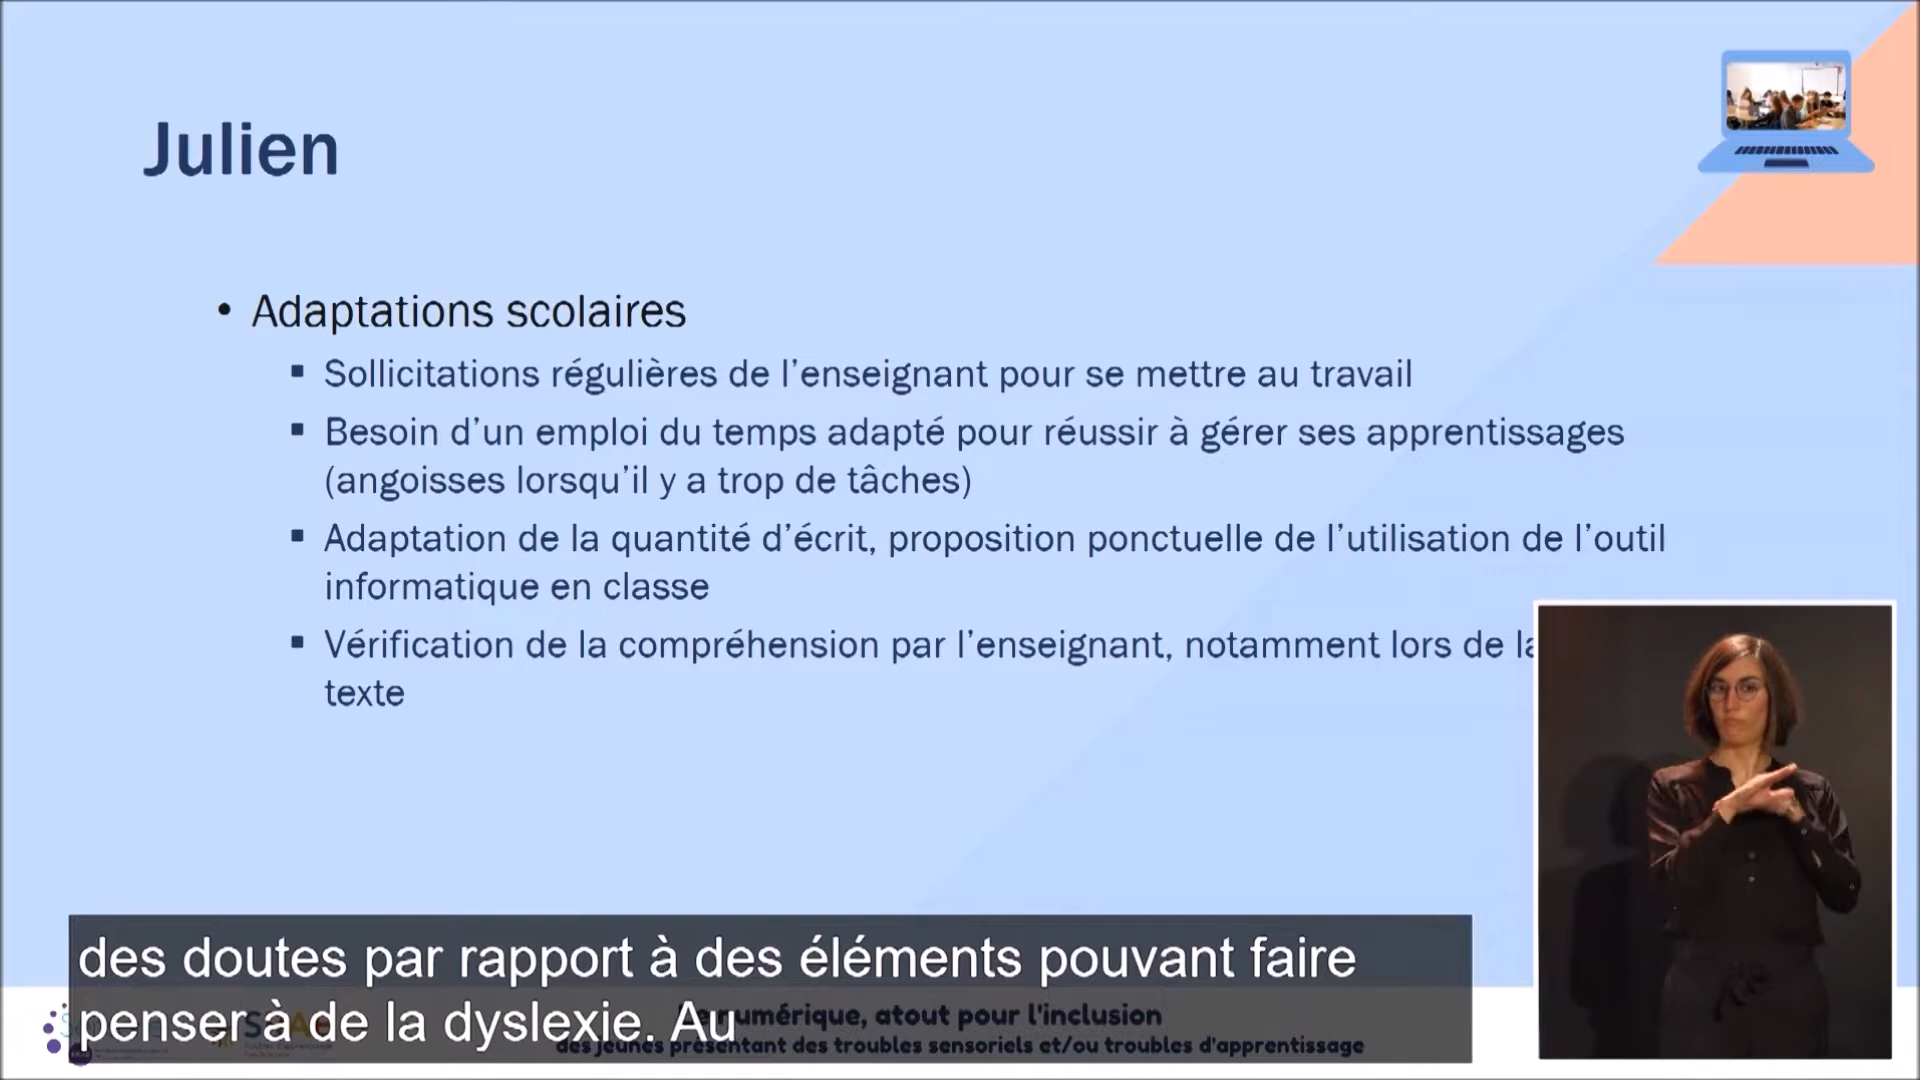 Julien
• Adaptations scolaires
▪ Sollicitations régulières de l’enseignant pour se mettre au travail
▪ Besoin d’un emploi du temps adapté pour réussir à gérer ses apprentissages
(angoisses lorsqu’il y a trop de tâches)
▪ Adaptation de la quantité d’écrit, proposition ponctuelle de l’utilisation de l’outil
informatique en classe
▪ Vérification de la compréhension par l’enseignant, notamment lors de
texte
des doutes par rapport à des éléments pouvant faire
penser à de la dyslexie. Au
numérique, atout pour l'inclusion
des jeunes présentant des troubles sensoriels et/ou troubles d'apprentissage